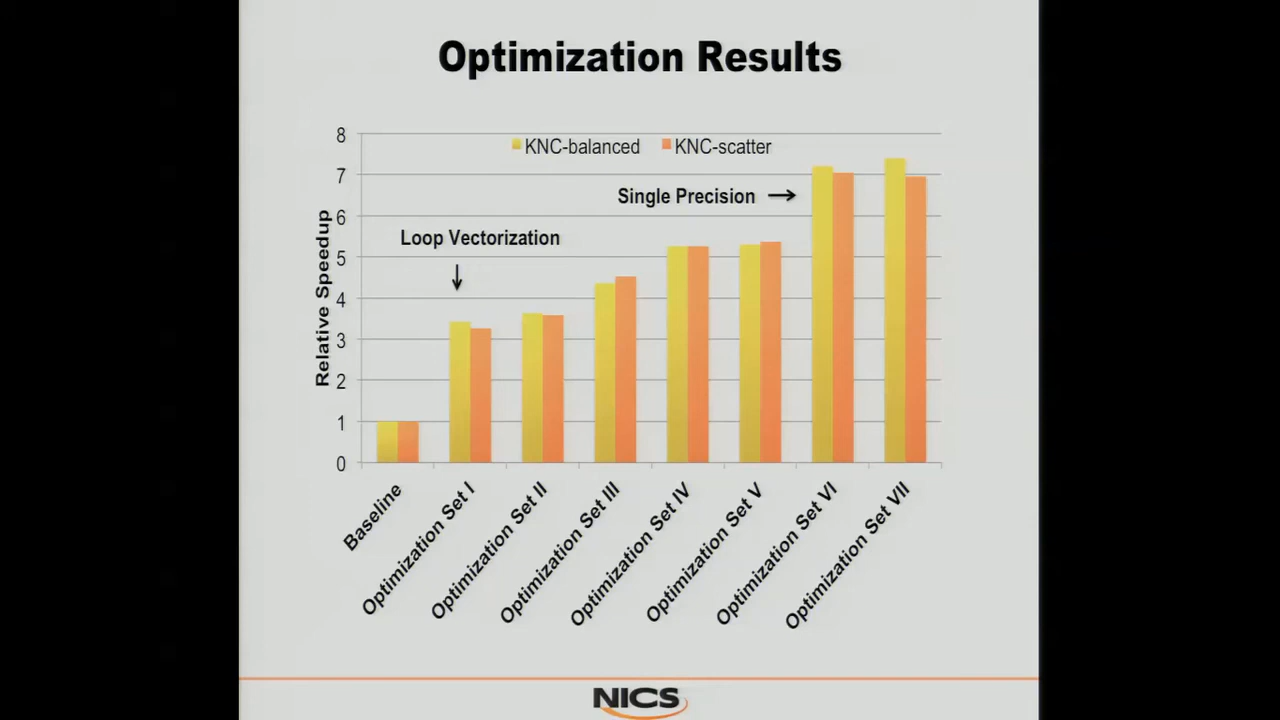 Optimization Results
8
KNC-balanced
KNC-scatter
7
Single Precision
6
Loop Vectorization
5
4
3
2
1
0
Relative Speedup
Baseline
Optimization Set I
Optimization Set II
Optimization Set III
Optimization Set IV
Optimization Set V
Optimization Set VI
Optimization Set VII
NICS